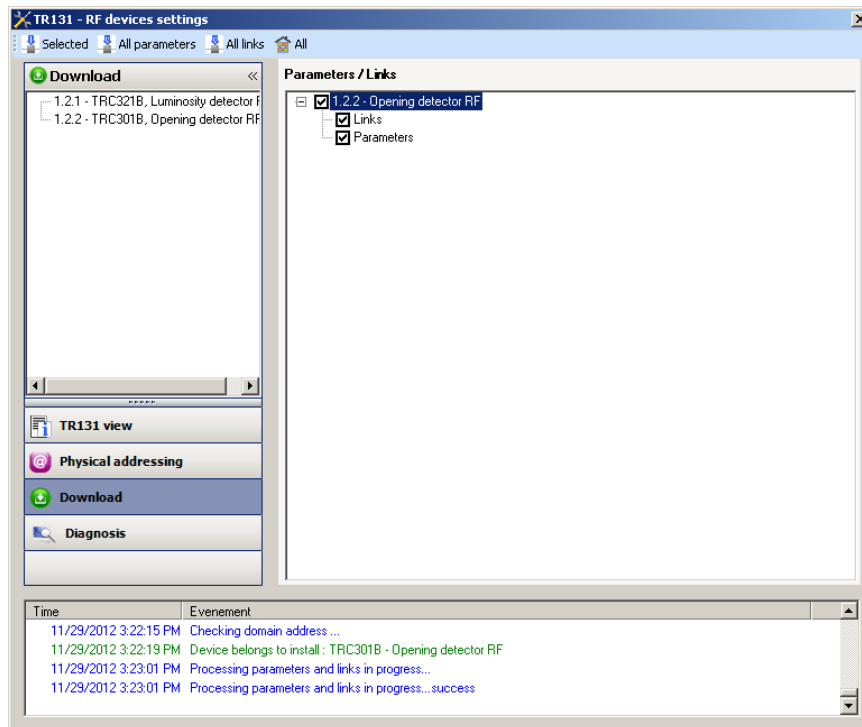 TR131 - RF devices settings
Selected All parameters All links All
Download
1.2.1 - TRC321B, Luminosity detector
1.2.2 - TRC301B, Opening detector RF
TR131 view
Physical addressing
Download
Diagnosis
Parameters / Links
1.2.2 - Opening detector RF
Links
Parameters
Time Evenement
11/29/2012 3:22:15 PM Checking domain address ...
11/29/2012 3:22:19 PM Device belongs to install : TRC301B - Opening detector RF
11/29/2012 3:23:01 PM Processing parameters and links in progress...
11/29/2012 3:23:01 PM Processing parameters and links in progress...success